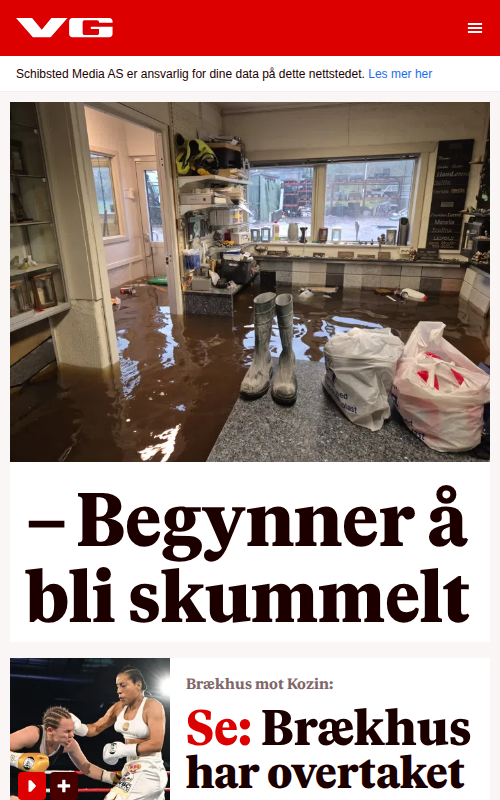 VG
Schibsted Media AS er ansvarlig for dine data på dette nettstedet. Les mer her
– Begynner å
bli skummelt
Brækhus mot Kozin:
Se: Brækhus
har overtaket